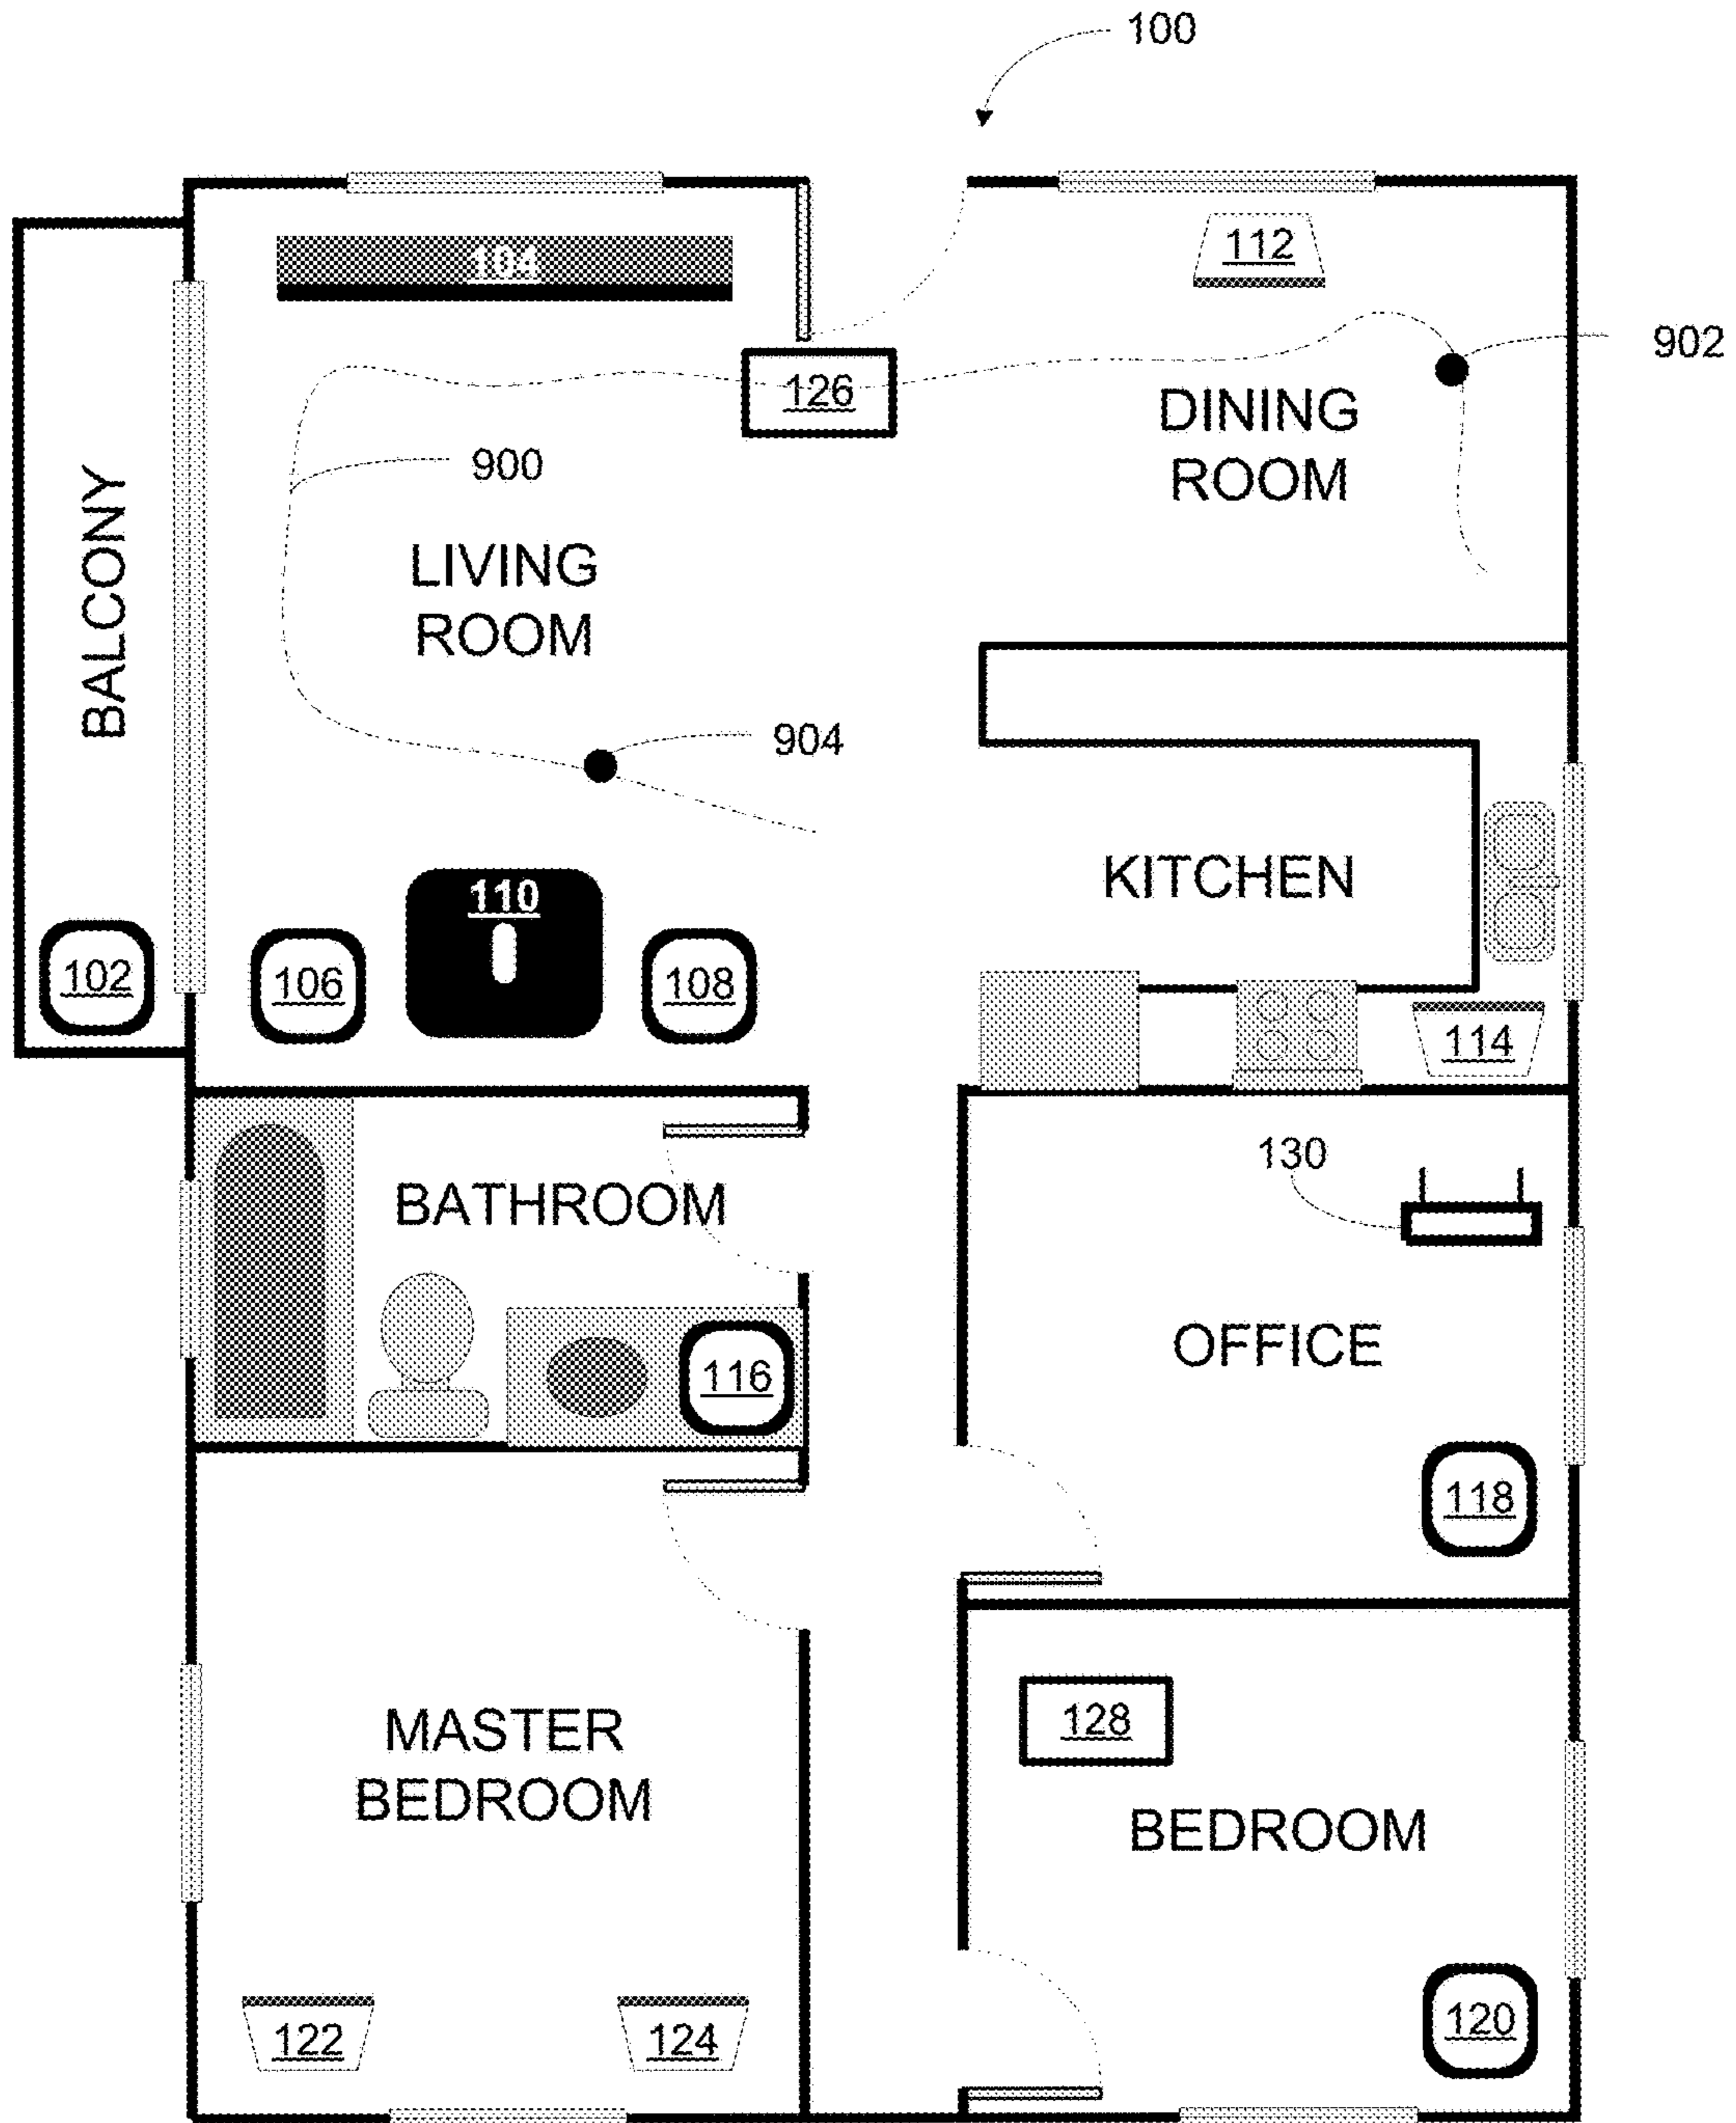 100
104
112
902
126
DINING
ROOM
900
LIVING
ROOM
BALCONY
904
KITCHEN
110
102
106
108
114
130
BATHROOM
OFFICE
116
118
128
MASTER
BEDROOM
BEDROOM
120
122
124